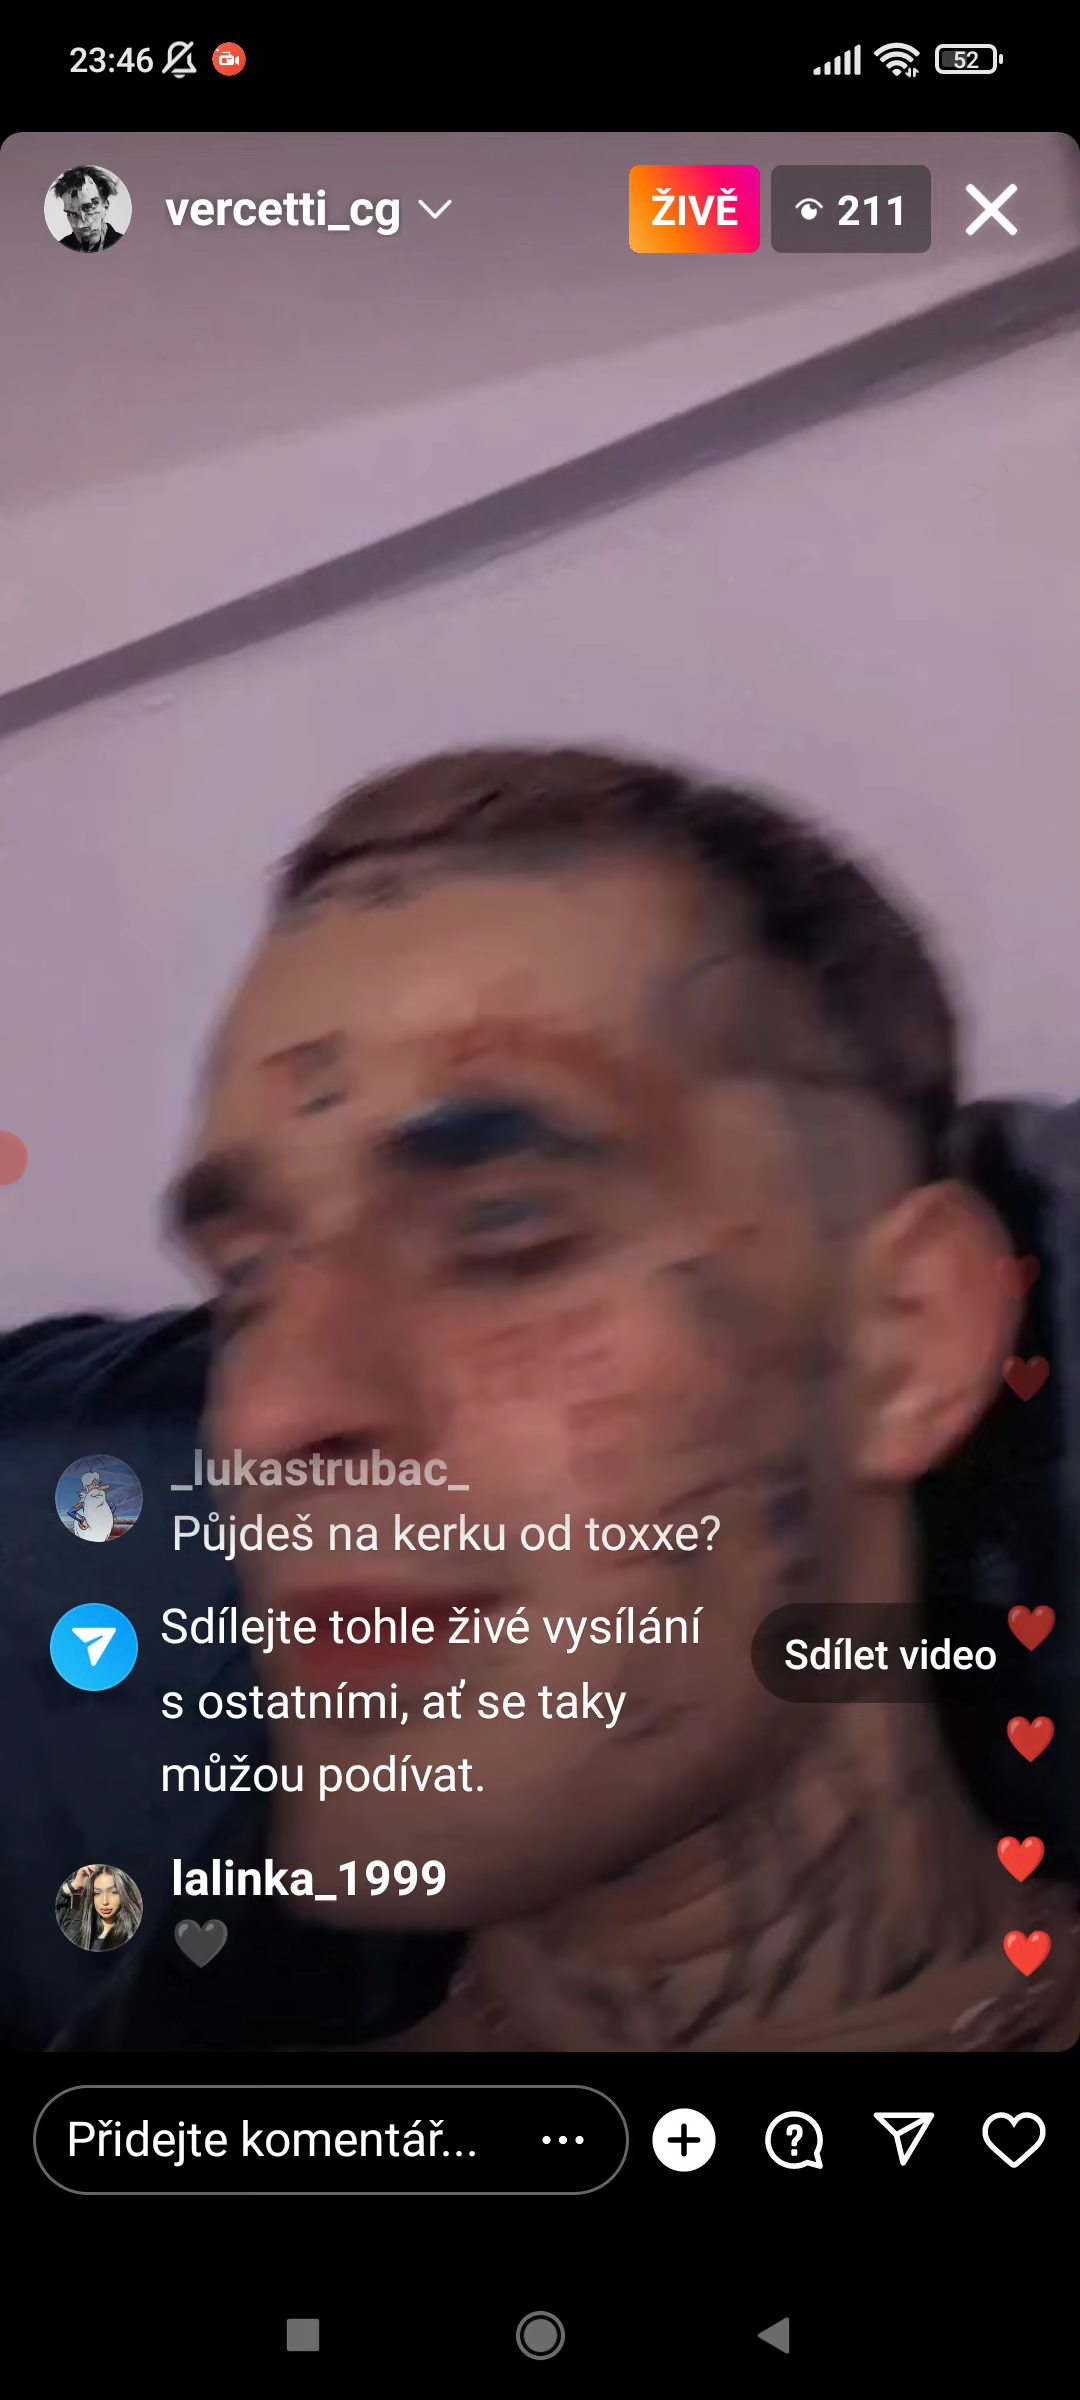 23:46
52
vercetti_cg
ŽIVĚ
211
_lukastrubac_
Půjdeš na kerku od toxxe?
Sdílejte tohle živé vysílání
s ostatními, ať se taky
můžou podívat.
Sdílet video
lalinka_1999
Přidejte komentář...